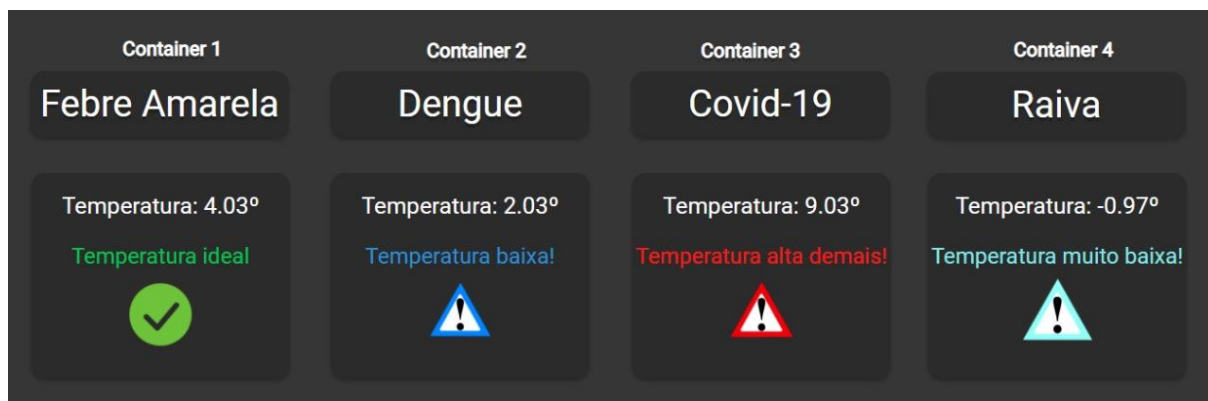 Container 1
Febre Amarela
Temperatura: 4.03º
Temperatura ideal
Container 2
Dengue
Temperatura: 2.03º
Temperatura baixa!
Container 3
Covid-19
Temperatura: 9.03º
Temperatura alta demais!
Container 4
Raiva
Temperatura: -0.97º
Temperatura muito baixa!